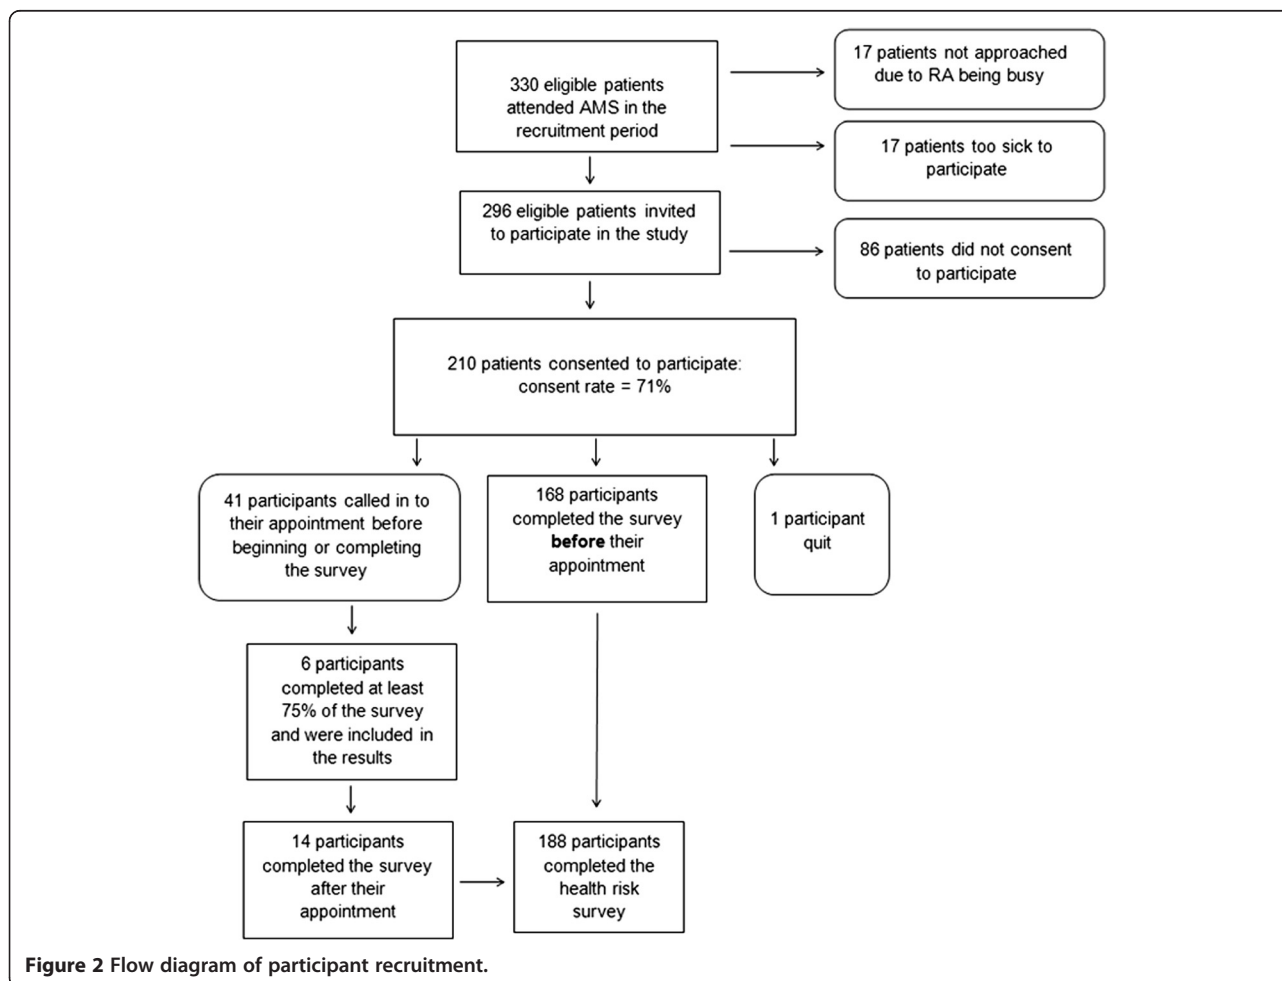 330 eligible patients
attended AMS in the
recruitment period
17 patients not approached
due to RA being busy
17 patients too sick to
participate
296 eligible patients invited
to participate in the study
86 patients did not consent
to participate
210 patients consented to participate:
consent rate = 71%
41 participants called in to
their appointment before
beginning or completing
the survey
168 participants
completed the survey
before their
appointment
1 participant
quit
6 participants
completed at least
75% of the survey
and were included in
the results
14 participants
completed the survey
after their
appointment
188 participants
completed the
health risk
survey
Figure 2 Flow diagram of participant recruitment.